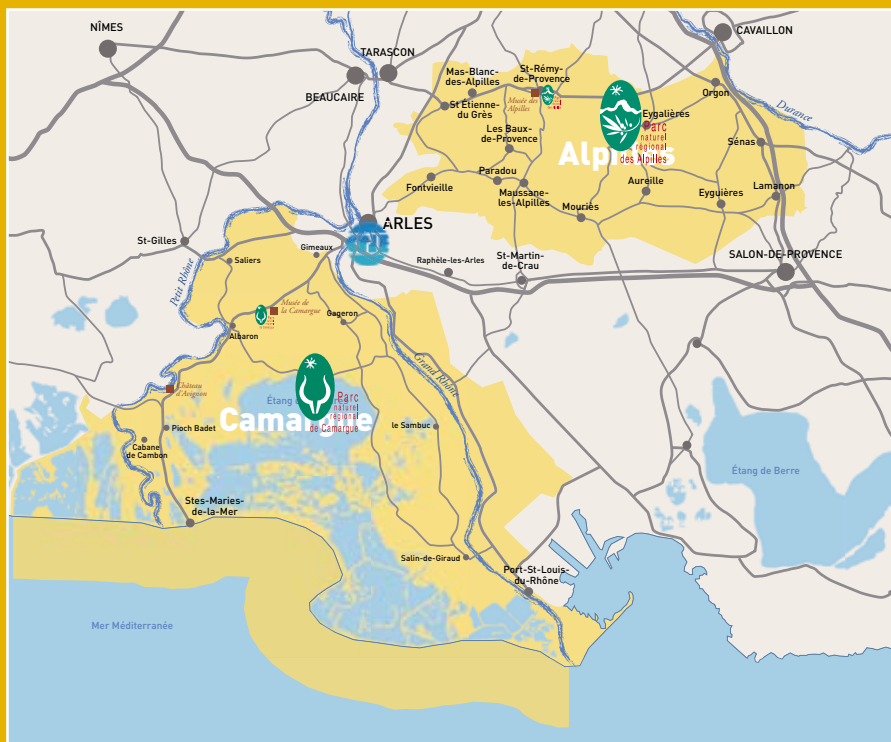 NÎMES
CAVAILLON
TARASCON
BEAUCAIRE
Mas-Blanc-
des-Alpilles
St-Rémy-
de-Provence
Musée des
Alpilles
Orgon
Durance
St Étienne-
du Grès
Eygalières
Parc
naturel
régional
des Alpilles
Alpilles
Les Baux-
de-Provence
Sénas
Paradou
Fontvieille
Maussane-
les-Alpilles
Aureille
Lamanon
Eyguières
Mouriès
ARLES
St-Gilles
Gimeaux
Saliers
Petit Rhône
Raphèle-les-Arles
St-Martin-
de-Crau
SALON-DE-PROVENCE
Musée de
la Camargue
Gageron
Albaron
Grand Rhône
Château
d'Avignon
Étang
Parc
naturel
régional
de Camargue
Camargue
le Sambuc
Pioch Badet
Cabane
de Cambon
Étang de Berre
Stes-Maries-
de-la-Mer
Salin-de-Giraud
Port-St-Louis-
du-Rhône
Mer Méditerranée